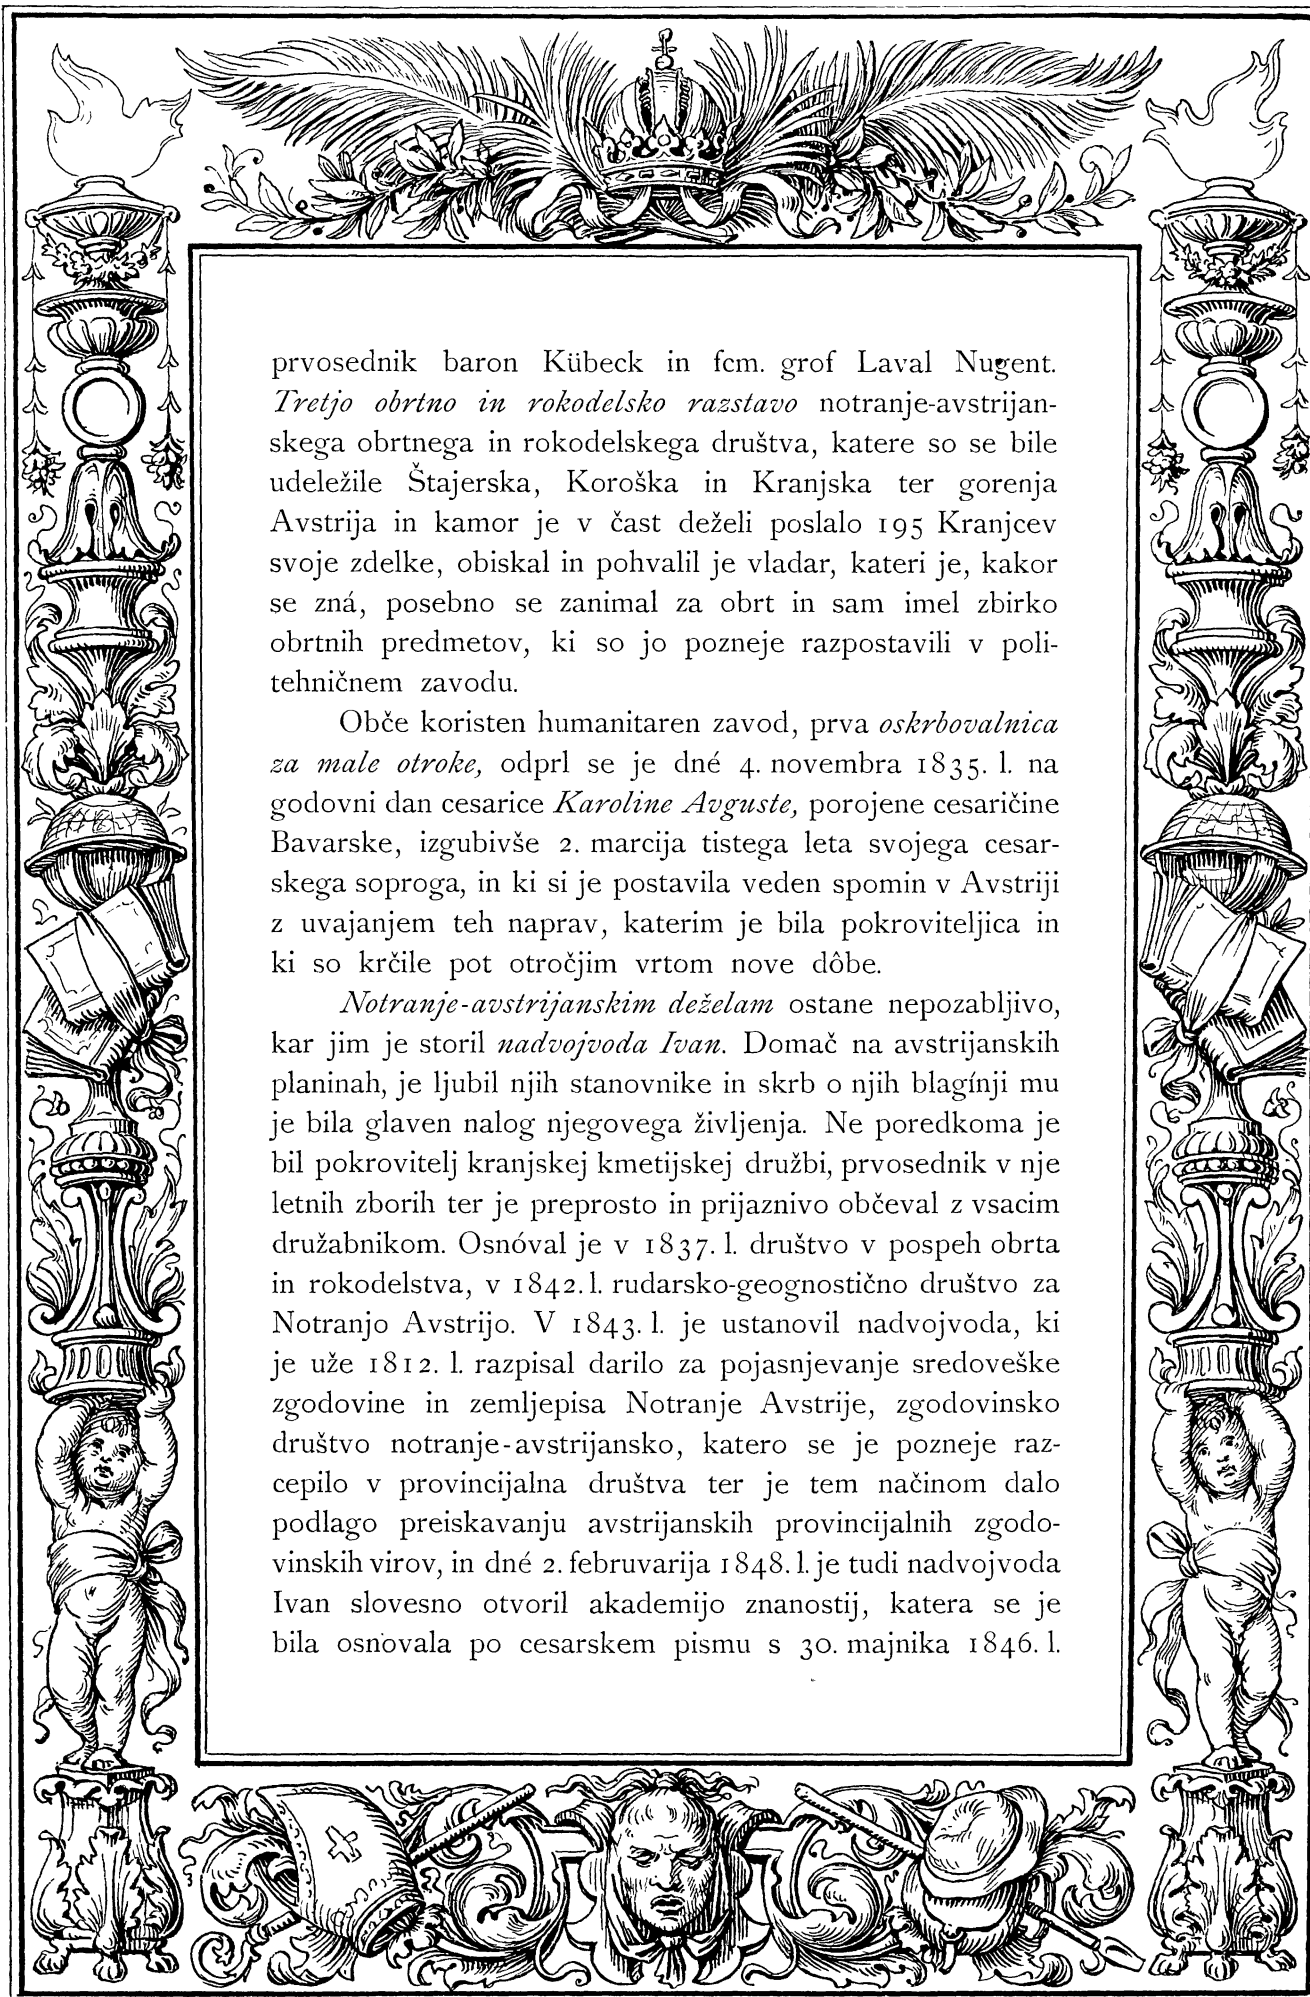 prvosednik baron Kübeck in fcm. grof Laval Nugent.
Tretjo obrtno in rokodelsko razstavo notranje-avstrijan-
skega obrtnega in rokodelskega društva, katere so se bile
udeležile Štajerska, Koroška in Kranjska ter gorenja
Avstrija in kamor je v čast deželi poslalo 195 Kranjcev
svoje zdelke, obiskal in pohvalil je vladar, kateri je, kakor
se zná, posebno se zanimal za obrt in sam imel zbirko
obrtnih predmetov, ki so jo pozneje razpostavili v poli-
tehničnem zavodu.
Obče koristen humanitaren zavod, prva oskrbovalnica
za male otroke, odprl se je dné 4. novembra 1835. l. na
godovni dan cesarice Karoline Avguste, porojene cesaričine
Bavarske, izgubivše 2. marcija tistega leta svojega cesar-
skega soproga, in ki si je postavila veden spomin v Avstriji
z uvajanjem teh naprav, katerim je bila pokroviteljica in
ki so krčile pot otročjim vrtom nove dôbe.
Notranje-avstrijanskim deželam ostane nepozabljivo,
kar jim je storil nadvojvoda Ivan. Domač na avstrijanskih
planinah, je ljubil njih stanovnike in skrb o njih blagínji mu
je bila glaven nalog njegovega življenja. Ne poredkoma je
bil pokrovitelj kranjskej kmetijskej družbi, prvosednik v nje
letnih zborih ter je preprosto in prijaznivo občeval z vsacim
družabnikom. Osnóval je v 1837. l. društvo v pospeh obrta
in rokodelstva, v 1842. l. rudarsko-geognostično društvo za
Notranjo Avstrijo. V 1843. l. je ustanovil nadvojvoda, ki
je uže 1812. l. razpisal darilo za pojasnjevanje sredoveške
zgodovine in zemljepisa Notranje Avstrije, zgodovinsko
društvo notranje-avstrijansko, katero se je pozneje raz-
cepilo v provincijalna društva ter je tem načinom dalo
podlago preiskavanju avstrijanskih provincijalnih zgodo-
vinskih virov, in dné 2. februvarija 1848. l. je tudi nadvojvoda
Ivan slovesno otvoril akademijo znanostij, katera se je
bila osnovala po cesarskem pismu s 30. majnika 1846. l.